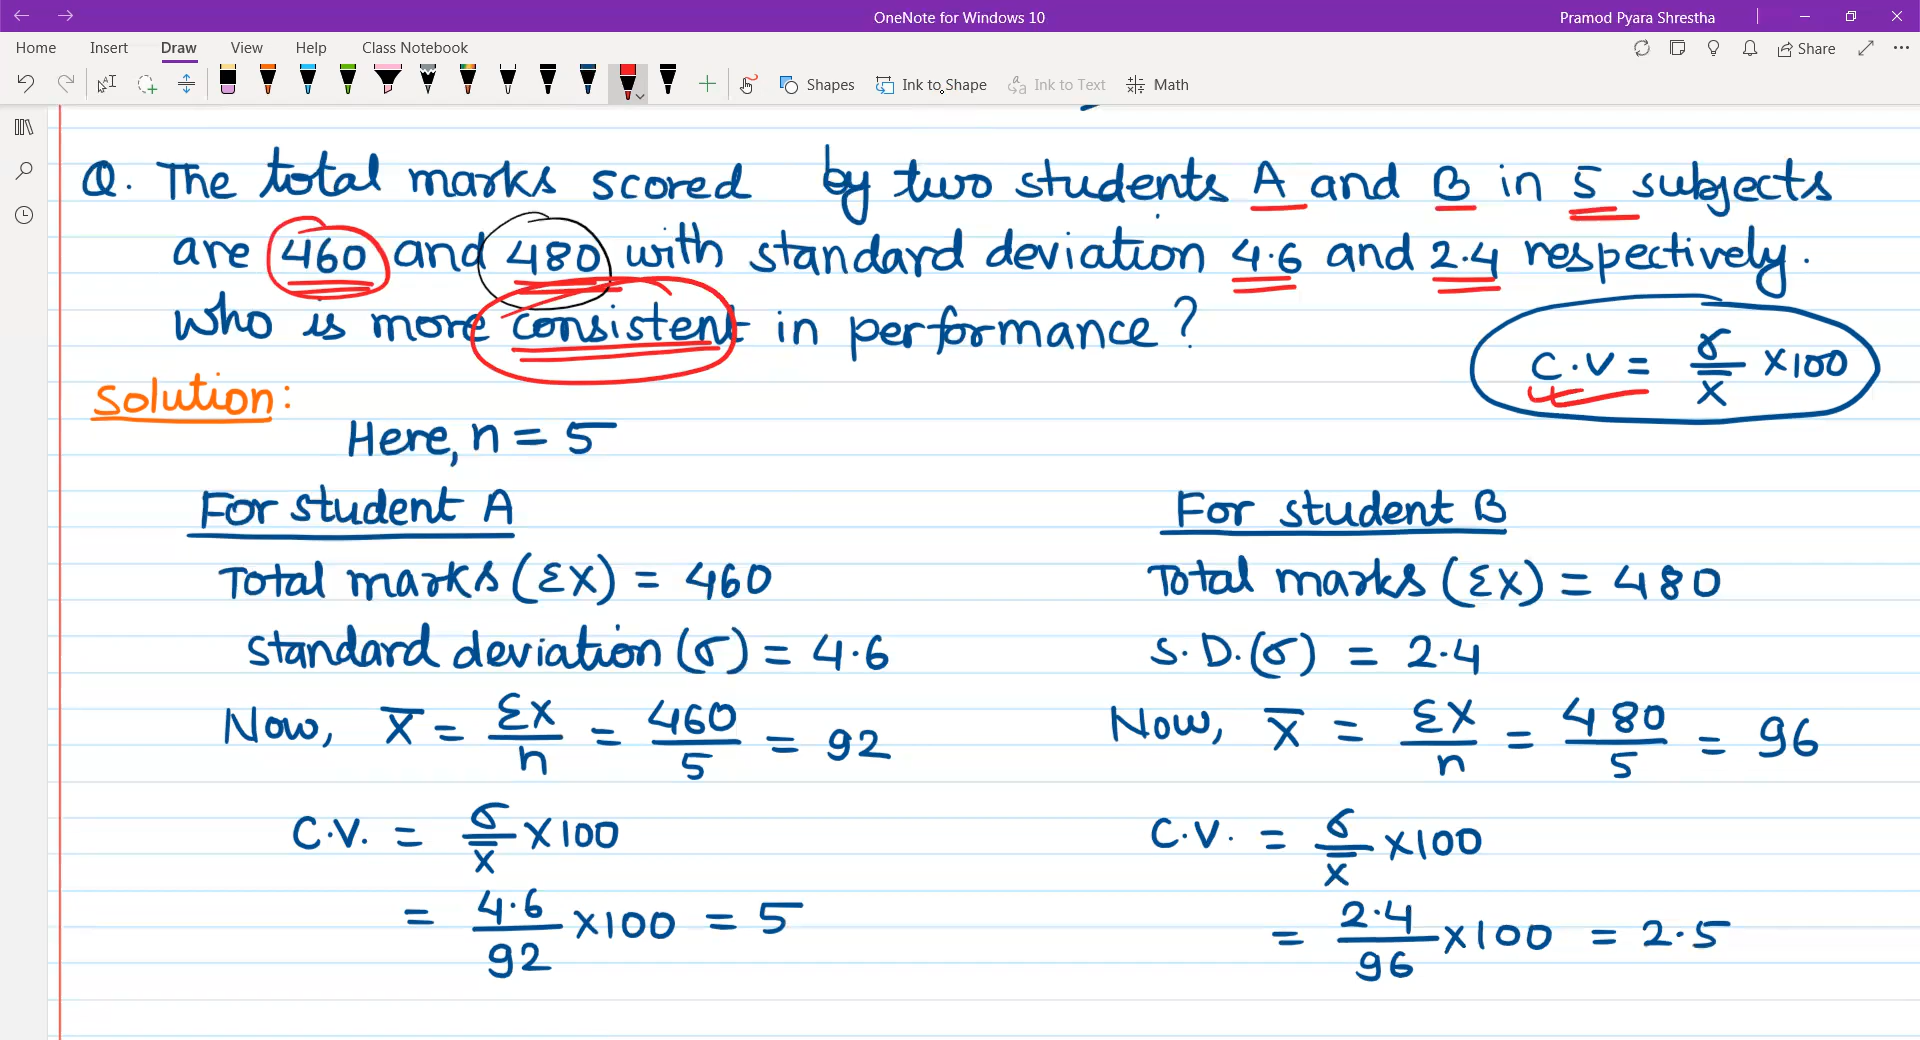 OneNote for Windows 10
Pramod Pyara Shrestha
Home Insert Draw View Help Class Notebook
Share
Shapes Ink to Shape Ink to Text Math
Q. The total marks scored by two students A and B in 5 subjects
are 460 and 480 with standard deviation 4.6 and 2.4 respectively.
Who is more consistent in performance?
C.V = σ/X̅ ×100
Solution:
Here, n = 5
For student A
Total marks (ΣX) = 460
Standard deviation (σ) = 4.6
Now, X̅ = ΣX/n = 460/5 = 92
C.V. = σ/X̅ ×100
= 4.6/92 ×100 = 5
For student B
Total marks (ΣX) = 480
S.D. (σ) = 2.4
Now, X̅ = ΣX/n = 480/5 = 96
C.V. = σ/X̅ ×100
= 2.4/96 ×100 = 2.5